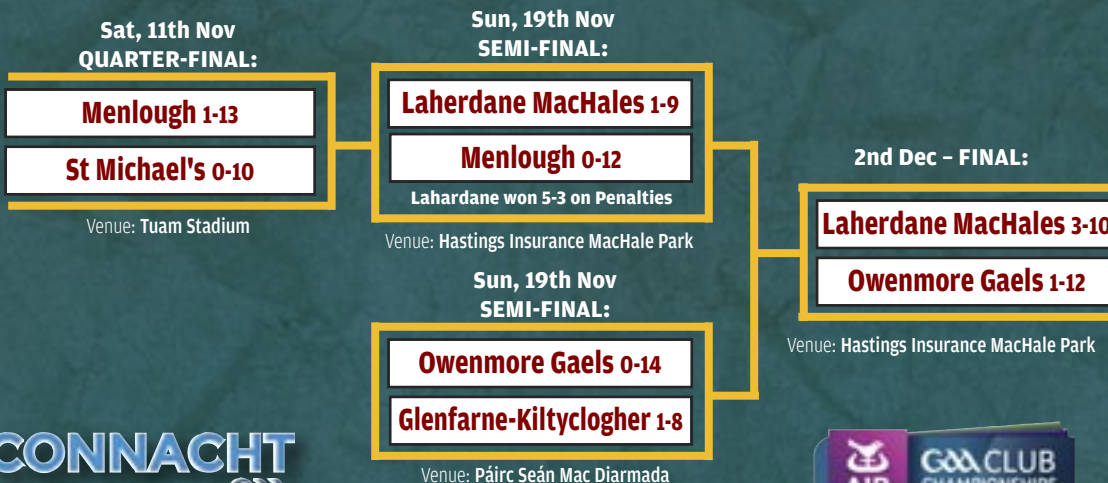 Sat, 11th Nov
QUARTER-FINAL:
Menlough 1-13
St Michael's 0-10
Venue: Tuam Stadium
Sun, 19th Nov
SEMI-FINAL:
Laherdane MacHales 1-9
Menlough 0-12
Lahardane won 5-3 on Penalties
Venue: Hastings Insurance MacHale Park
Sun, 19th Nov
SEMI-FINAL:
Owenmore Gaels 0-14
Glenfarne-Kiltyclogher 1-8
Venue: Páirc Seán Mac Diarmada
2nd Dec – FINAL:
Laherdane MacHales 3-10
Owenmore Gaels 1-12
Venue: Hastings Insurance MacHale Park
CONNACHT
GAA CLUB